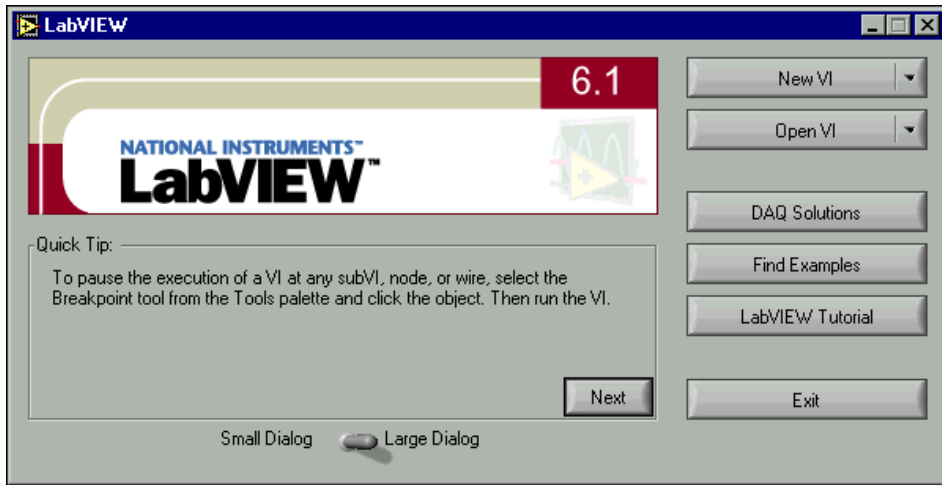 LabVIEW
6.1
NATIONAL INSTRUMENTS™
LabVIEW™
New VI
Open VI
DAQ Solutions
Find Examples
LabVIEW Tutorial
Exit
Quick Tip:
To pause the execution of a VI at any subVI, node, or wire, select the
Breakpoint tool from the Tools palette and click the object. Then run the VI.
Next
Small Dialog
Large Dialog